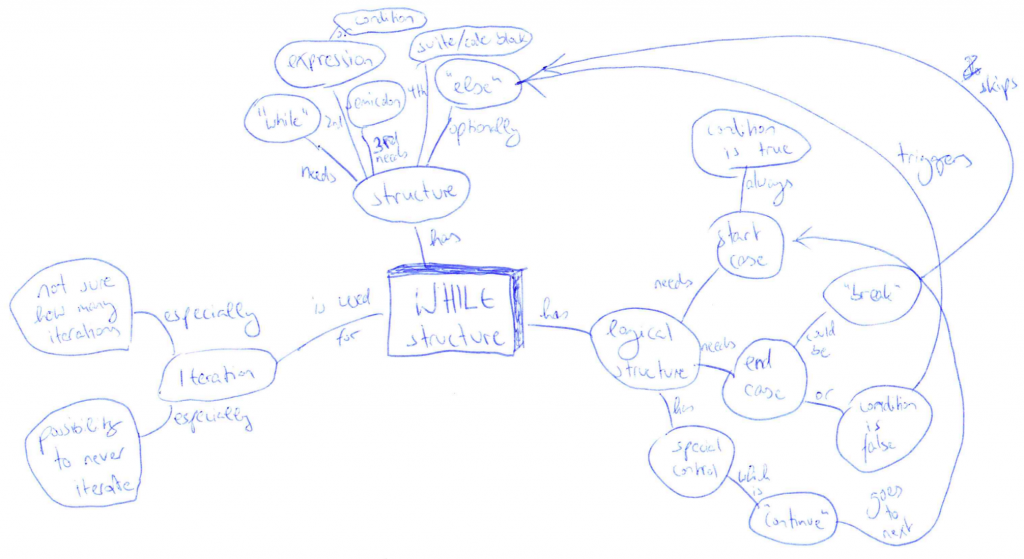 condition
or
expression
suite/code block
"while"
2nd
semicolon
4th
"else"
3rd
needs
optionally
needs
structure
has
WHILE
structure
is used
for
Iteration
especially
not sure
how many
iterations
especially
possibility
to never
iterate
has
logical
structure
needs
start
case
always
condition
is true
needs
end
case
could
be
"break"
skips
or
condition
is
false
triggers
has
special
control
which
is
"continue"
goes
to
next